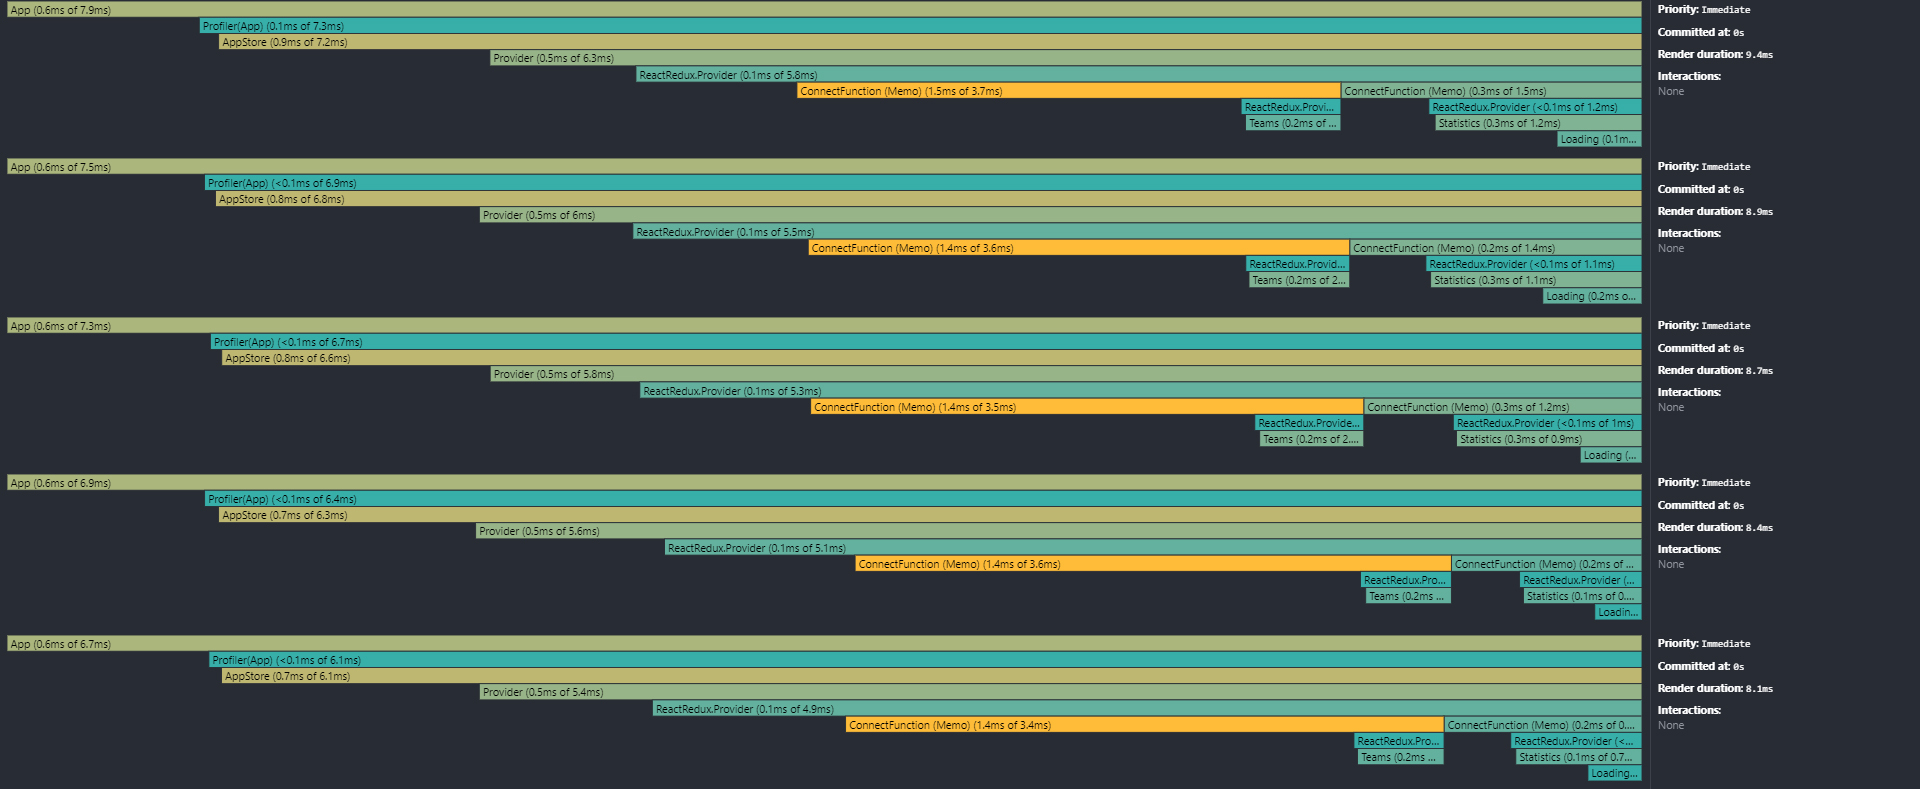 App (0.6ms of 7.9ms)
Priority: Immediate
Profiler(App) (0.1ms of 7.3ms)
Committed at: 0s
AppStore (0.9ms of 7.2ms)
Provider (0.5ms of 6.3ms)
Render duration: 9.4ms
ReactRedux.Provider (0.1ms of 5.8ms)
Interactions:
ConnectFunction (Memo) (1.5ms of 3.7ms) ConnectFunction (Memo) (0.3ms of 1.5ms)
None
ReactRedux.Provi... ReactRedux.Provider (<0.1ms of 1.2ms)
Teams (0.2ms of ... Statistics (0.3ms of 1.2ms)
Loading (0.1m...
App (0.6ms of 7.5ms)
Priority: Immediate
Profiler(App) (<0.1ms of 6.9ms)
Committed at: 0s
AppStore (0.8ms of 6.8ms)
Provider (0.5ms of 6ms)
Render duration: 8.9ms
ReactRedux.Provider (0.1ms of 5.5ms)
Interactions:
ConnectFunction (Memo) (1.4ms of 3.6ms) ConnectFunction (Memo) (0.2ms of 1.4ms)
None
ReactRedux.Provid... ReactRedux.Provider (<0.1ms of 1.1ms)
Teams (0.2ms of 2... Statistics (0.3ms of 1.1ms)
Loading (0.2ms o...
App (0.6ms of 7.3ms)
Priority: Immediate
Profiler(App) (<0.1ms of 6.7ms)
Committed at: 0s
AppStore (0.8ms of 6.6ms)
Provider (0.5ms of 5.8ms)
Render duration: 8.7ms
ReactRedux.Provider (0.1ms of 5.3ms)
Interactions:
ConnectFunction (Memo) (1.4ms of 3.5ms) ConnectFunction (Memo) (0.3ms of 1.2ms)
None
ReactRedux.Provide... ReactRedux.Provider (<0.1ms of 1ms)
Teams (0.2ms of 2.... Statistics (0.3ms of 0.9ms)
Loading (...
App (0.6ms of 6.9ms)
Priority: Immediate
Profiler(App) (<0.1ms of 6.4ms)
Committed at: 0s
AppStore (0.7ms of 6.3ms)
Provider (0.5ms of 5.6ms)
Render duration: 8.4ms
ReactRedux.Provider (0.1ms of 5.1ms)
Interactions:
ConnectFunction (Memo) (1.4ms of 3.6ms) ConnectFunction (Memo) (0.2ms of ...
None
ReactRedux.Pro... ReactRedux.Provider (...
Teams (0.2ms ... Statistics (0.1ms of 0....
Loadin...
App (0.6ms of 6.7ms)
Priority: Immediate
Profiler(App) (<0.1ms of 6.1ms)
Committed at: 0s
AppStore (0.7ms of 6.1ms)
Provider (0.5ms of 5.4ms)
Render duration: 8.1ms
ReactRedux.Provider (0.1ms of 4.9ms)
Interactions:
ConnectFunction (Memo) (1.4ms of 3.4ms) ConnectFunction (Memo) (0.2ms of 0....
None
ReactRedux.Pro... ReactRedux.Provider (<...
Teams (0.2ms ... Statistics (0.1ms of 0.7...
Loading...